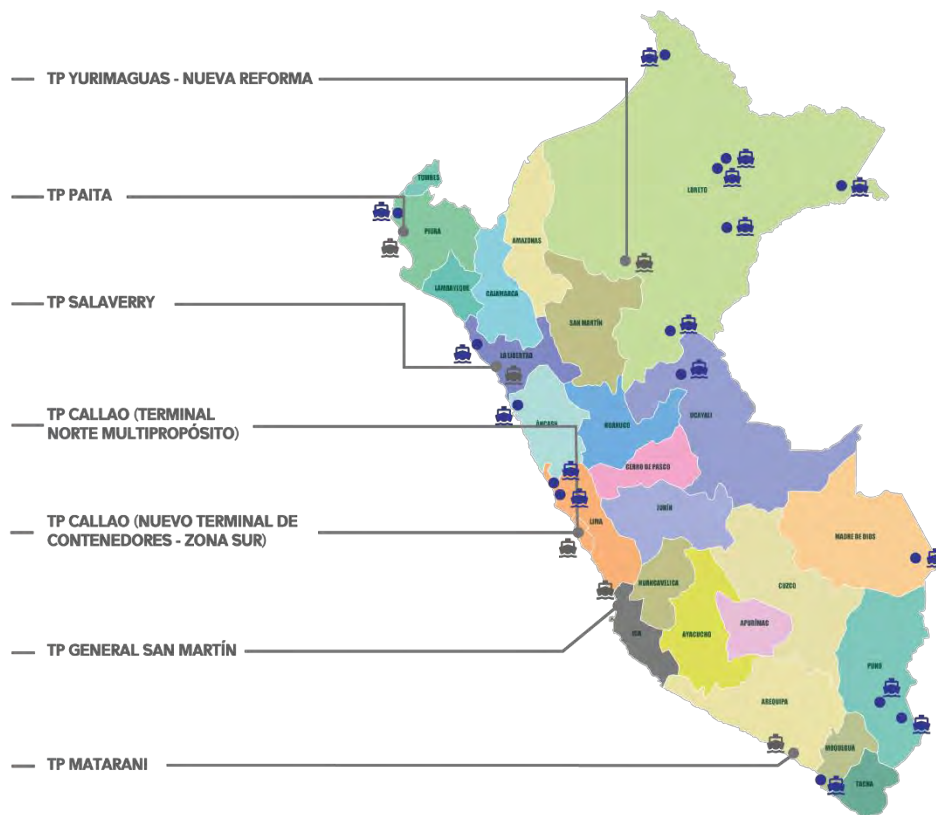 TP YURIMAGUAS - NUEVA REFORMA
TP PAITA
TP SALAVERRY
TP CALLAO (TERMINAL
NORTE MULTIPROPÓSITO)
TP CALLAO (NUEVO TERMINAL DE
CONTENEDORES - ZONA SUR)
TP GENERAL SAN MARTÍN
TP MATARANI
TUMBES
PIURA
LORETO
AMAZONAS
LAMBAYEQUE
CAJAMARCA
SAN MARTÍN
LA LIBERTAD
ÁNCASH
HUÁNUCO
UCAYALI
CERRO DE PASCO
LIMA
JUNÍN
MADRE DE DIOS
HUANCAVELICA
CUZCO
ICA
AYACUCHO
APURÍMAC
PUNO
AREQUIPA
MOQUEGUA
TACNA